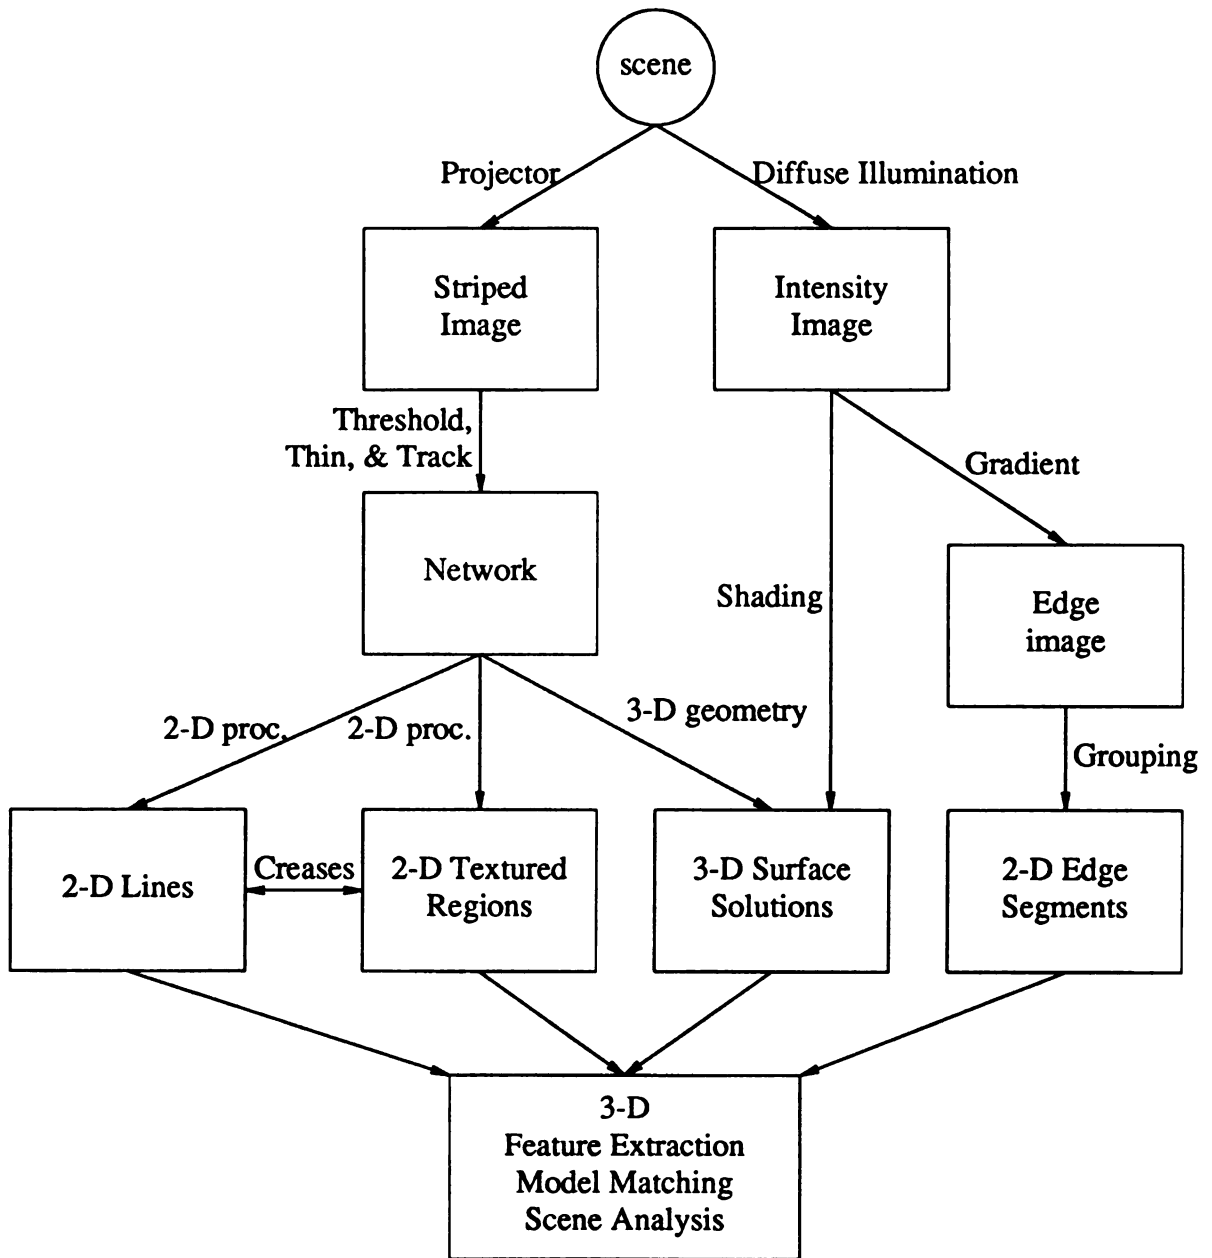 scene
Projector
Diffuse Illumination
Striped
Image
Intensity
Image
Threshold,
Thin, & Track
Gradient
Network
Shading
Edge
image
2-D proc.
2-D proc.
3-D geometry
Grouping
2-D Lines
Creases
2-D Textured
Regions
3-D Surface
Solutions
2-D Edge
Segments
3-D
Feature Extraction
Model Matching
Scene Analysis